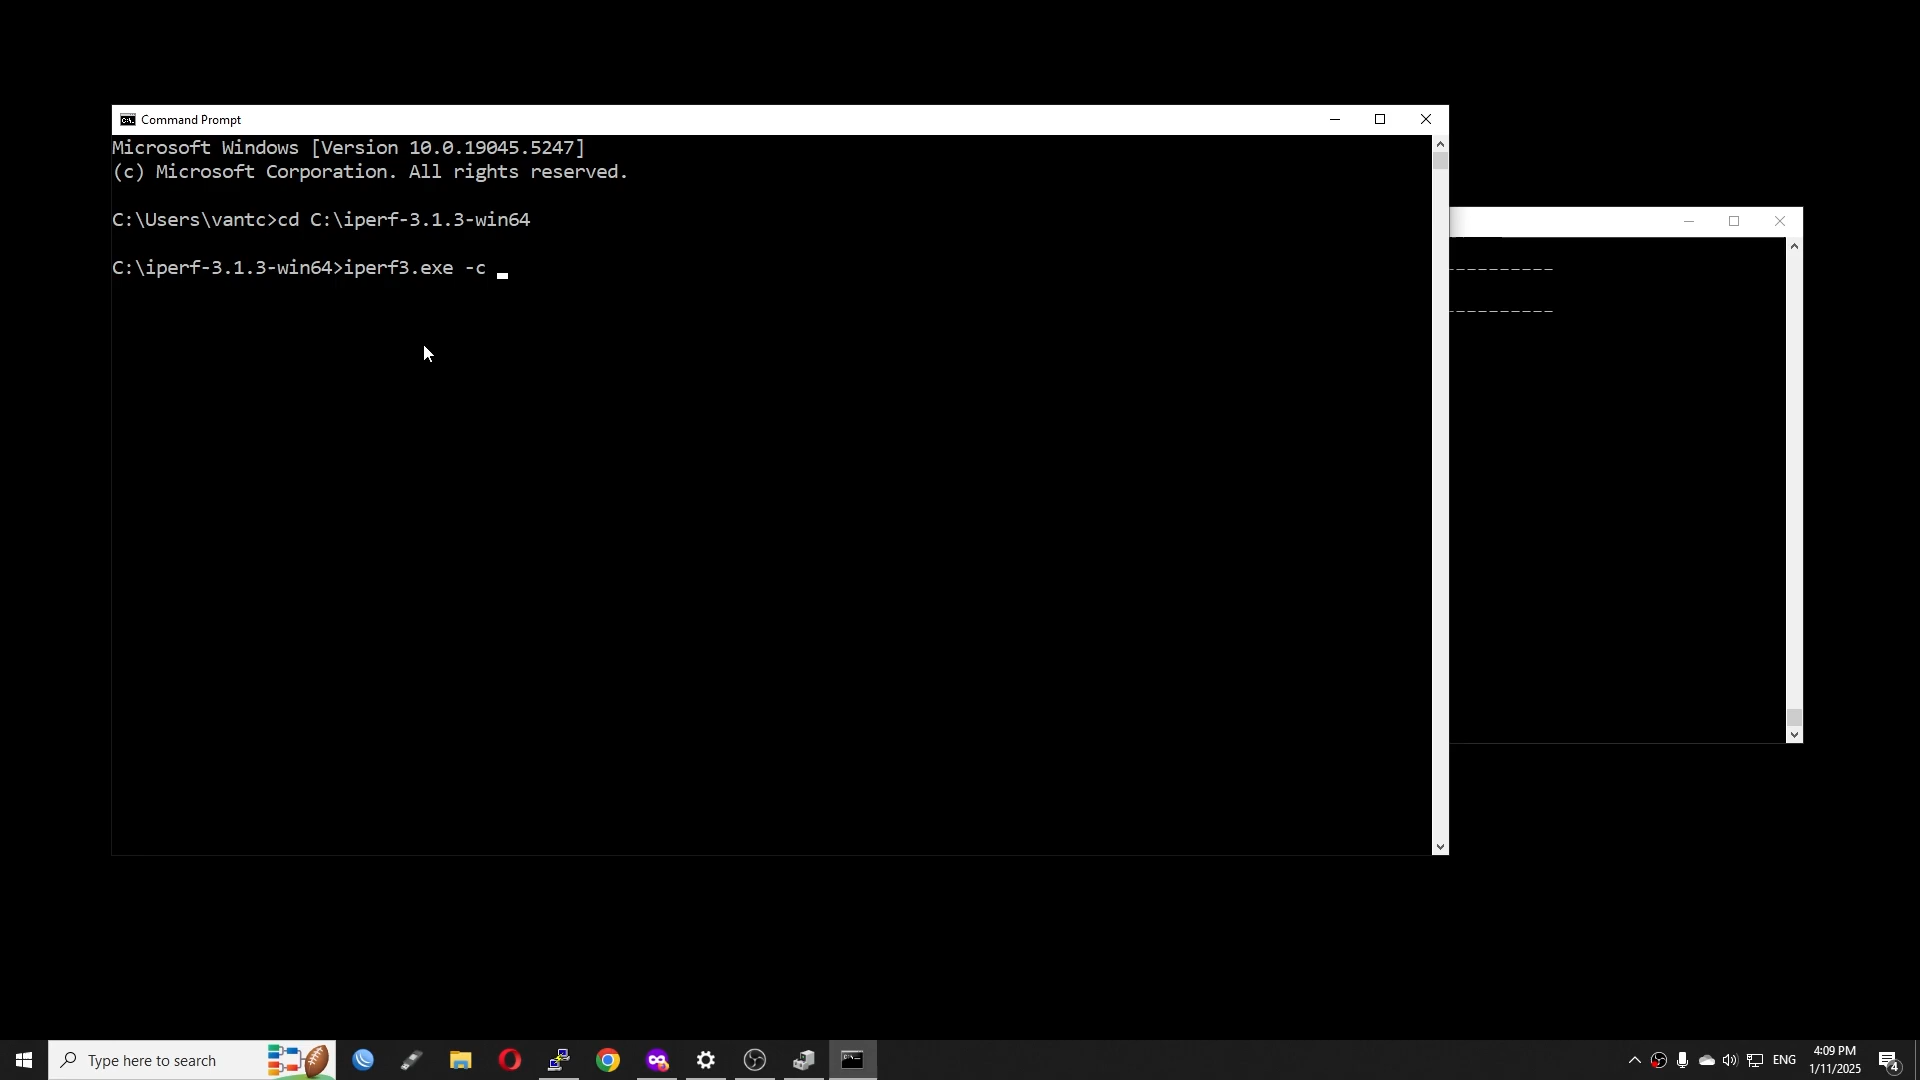 Command Prompt
Microsoft Windows [Version 10.0.19045.5247]
(c) Microsoft Corporation. All rights reserved.
C:\Users\vantc>cd C:\iperf-3.1.3-win64
C:\iperf-3.1.3-win64>iperf3.exe -c
----------
----------
Type here to search
ENG
4:09 PM
1/11/2025
4